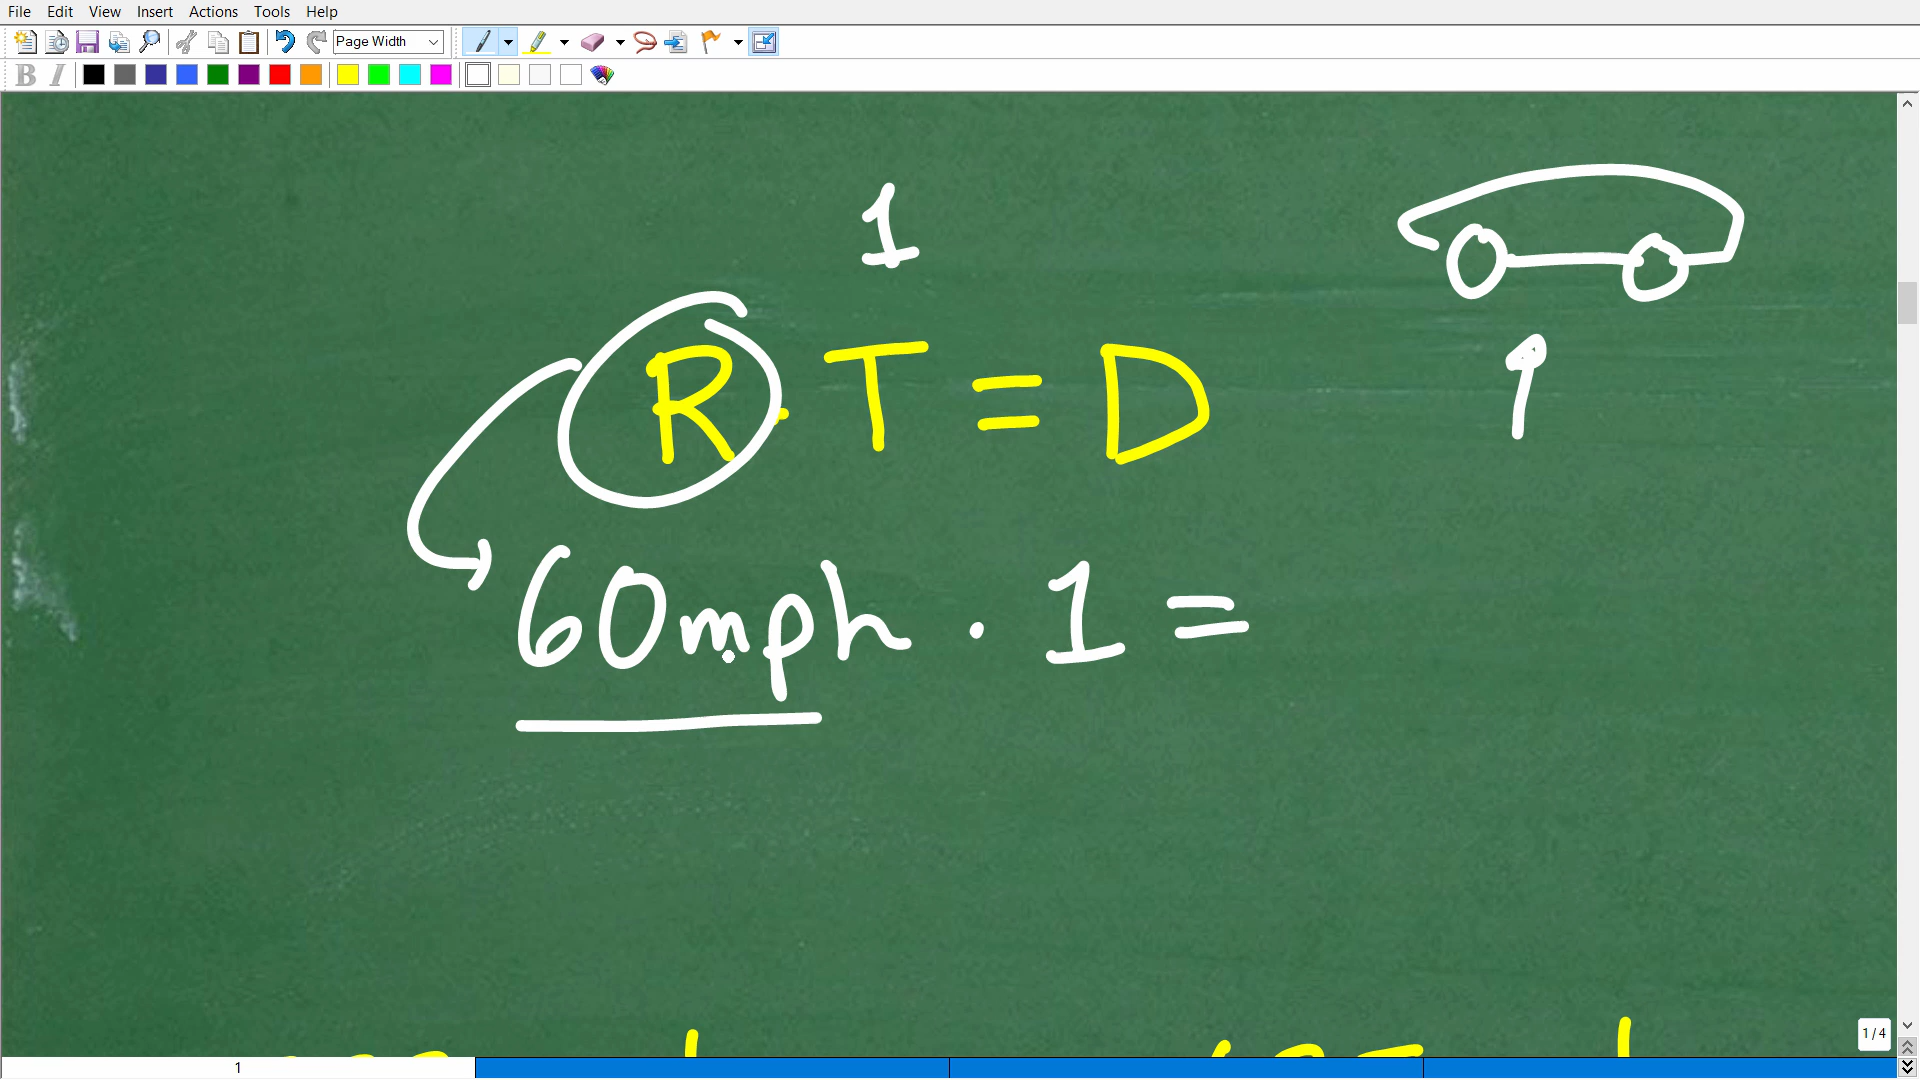 File Edit View Insert Actions Tools Help
Page Width
B I
1
R · T = D
60mph · 1 =
1/4
1